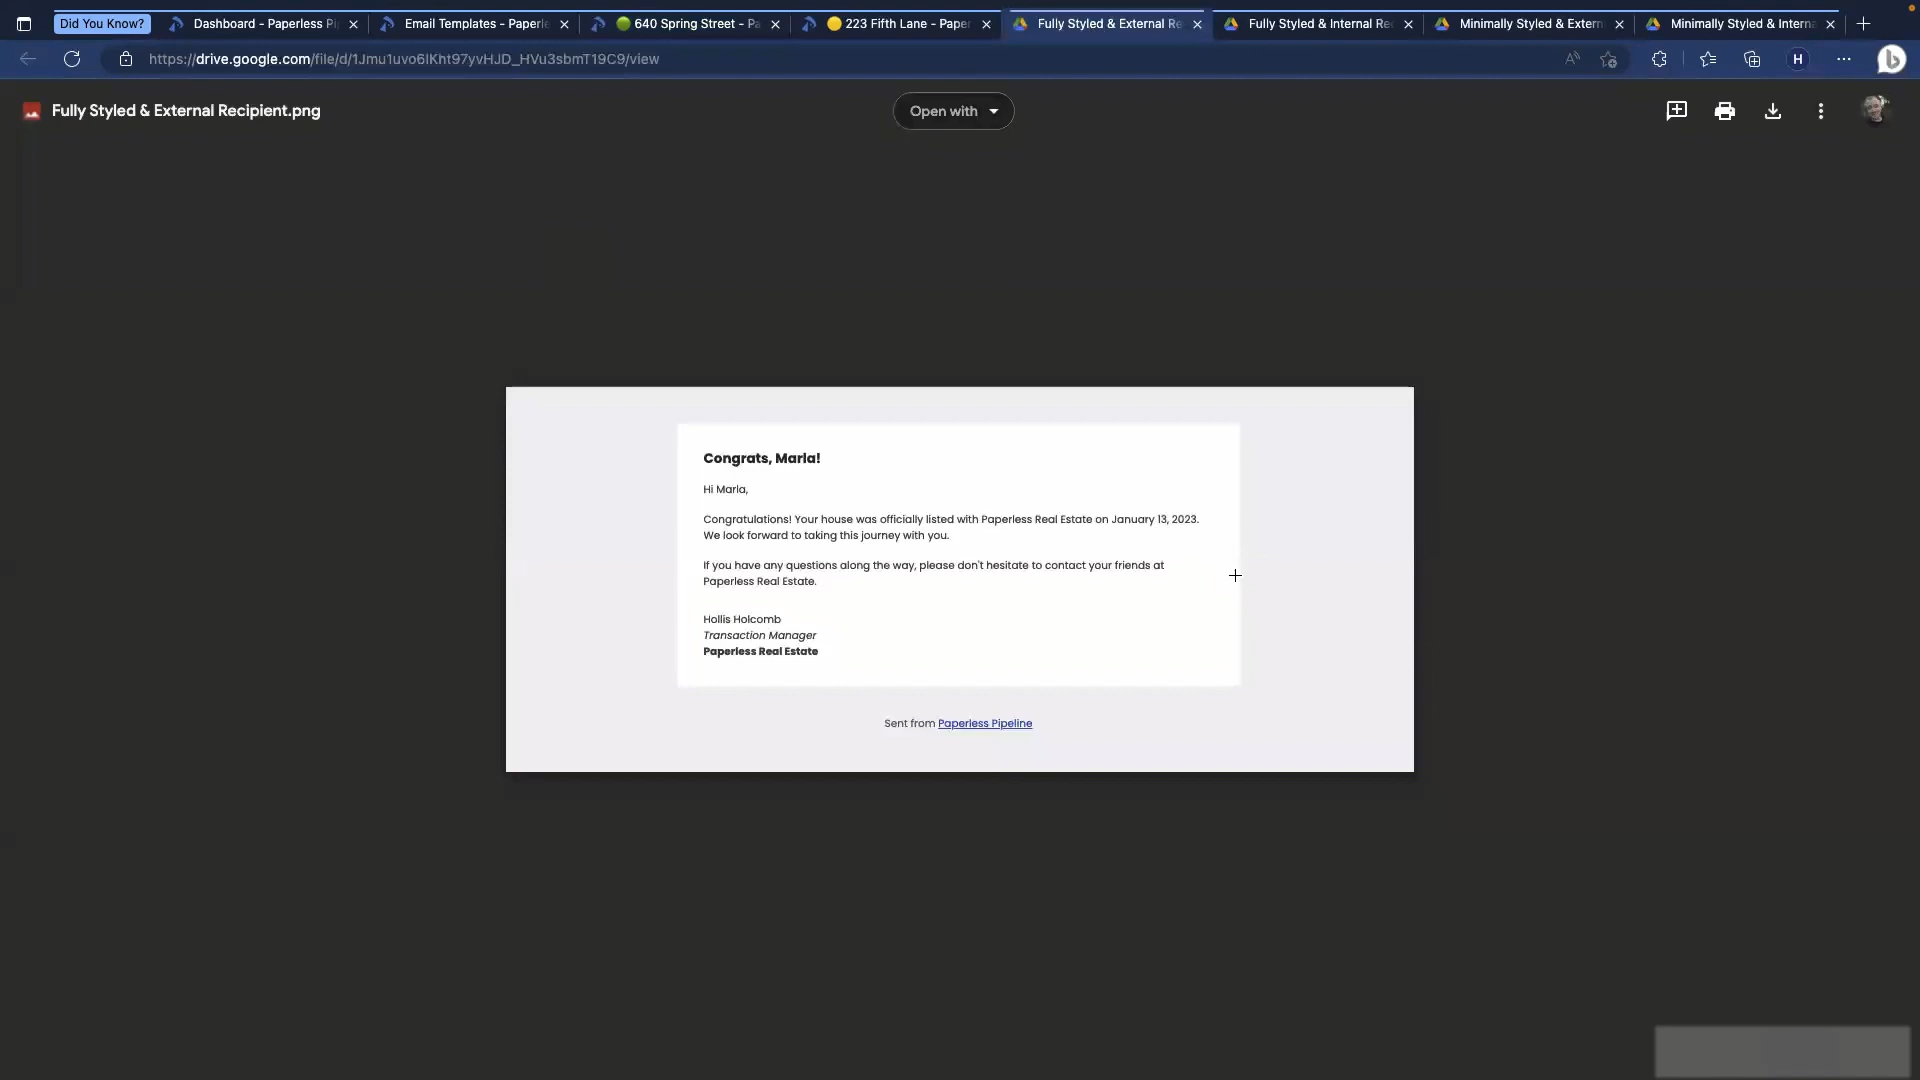 Did You Know?
Dashboard - Paperless Pi
Email Templates - Paperle
640 Spring Street - Pa
223 Fifth Lane - Paper
Fully Styled & External Re
Fully Styled & Internal Rec
Minimally Styled & Extern
Minimally Styled & Interna
https://drive.google.com/file/d/1Jmu1uvo6IKht97yvHJD_HVu3sbmT19C9/view
H
Fully Styled & External Recipient.png
Open with
Congrats, Marla!
Hi Marla,
Congratulations! Your house was officially listed with Paperless Real Estate on January 13, 2023.
We look forward to taking this journey with you.
If you have any questions along the way, please don't hesitate to contact your friends at
Paperless Real Estate.
Hollis Holcomb
Transaction Manager
Paperless Real Estate
Sent from Paperless Pipeline